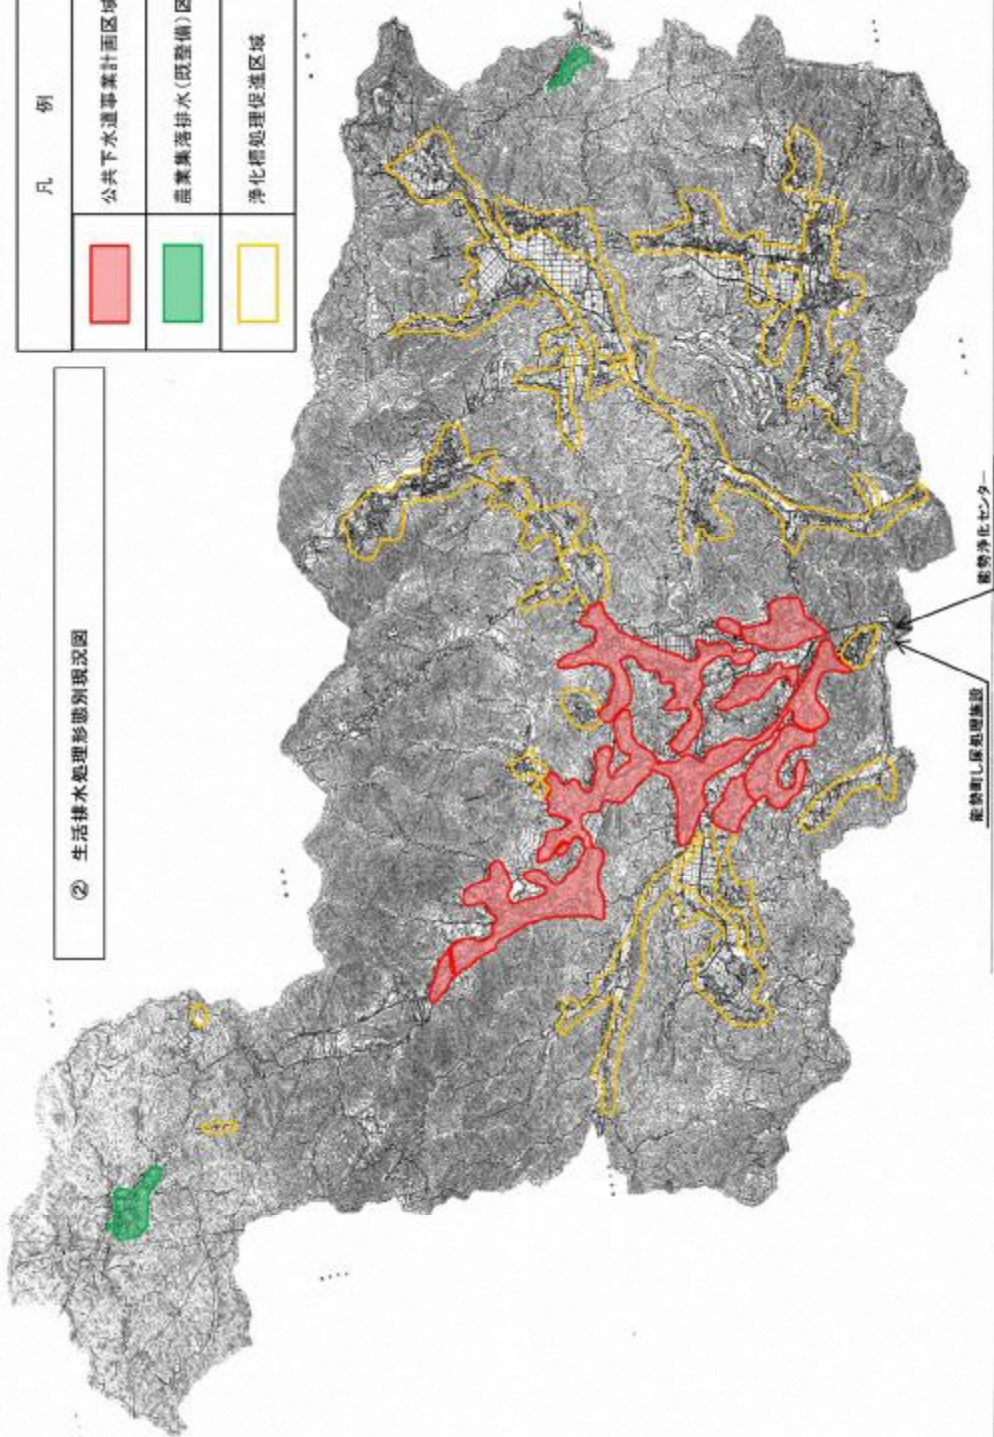 ② 生活排水処理形態別現況図
凡 例
公共下水道事業計画区域
農業集落排水(既整備)区
浄化槽処理促進区域
能勢浄化センター
能勢町し尿処理施設